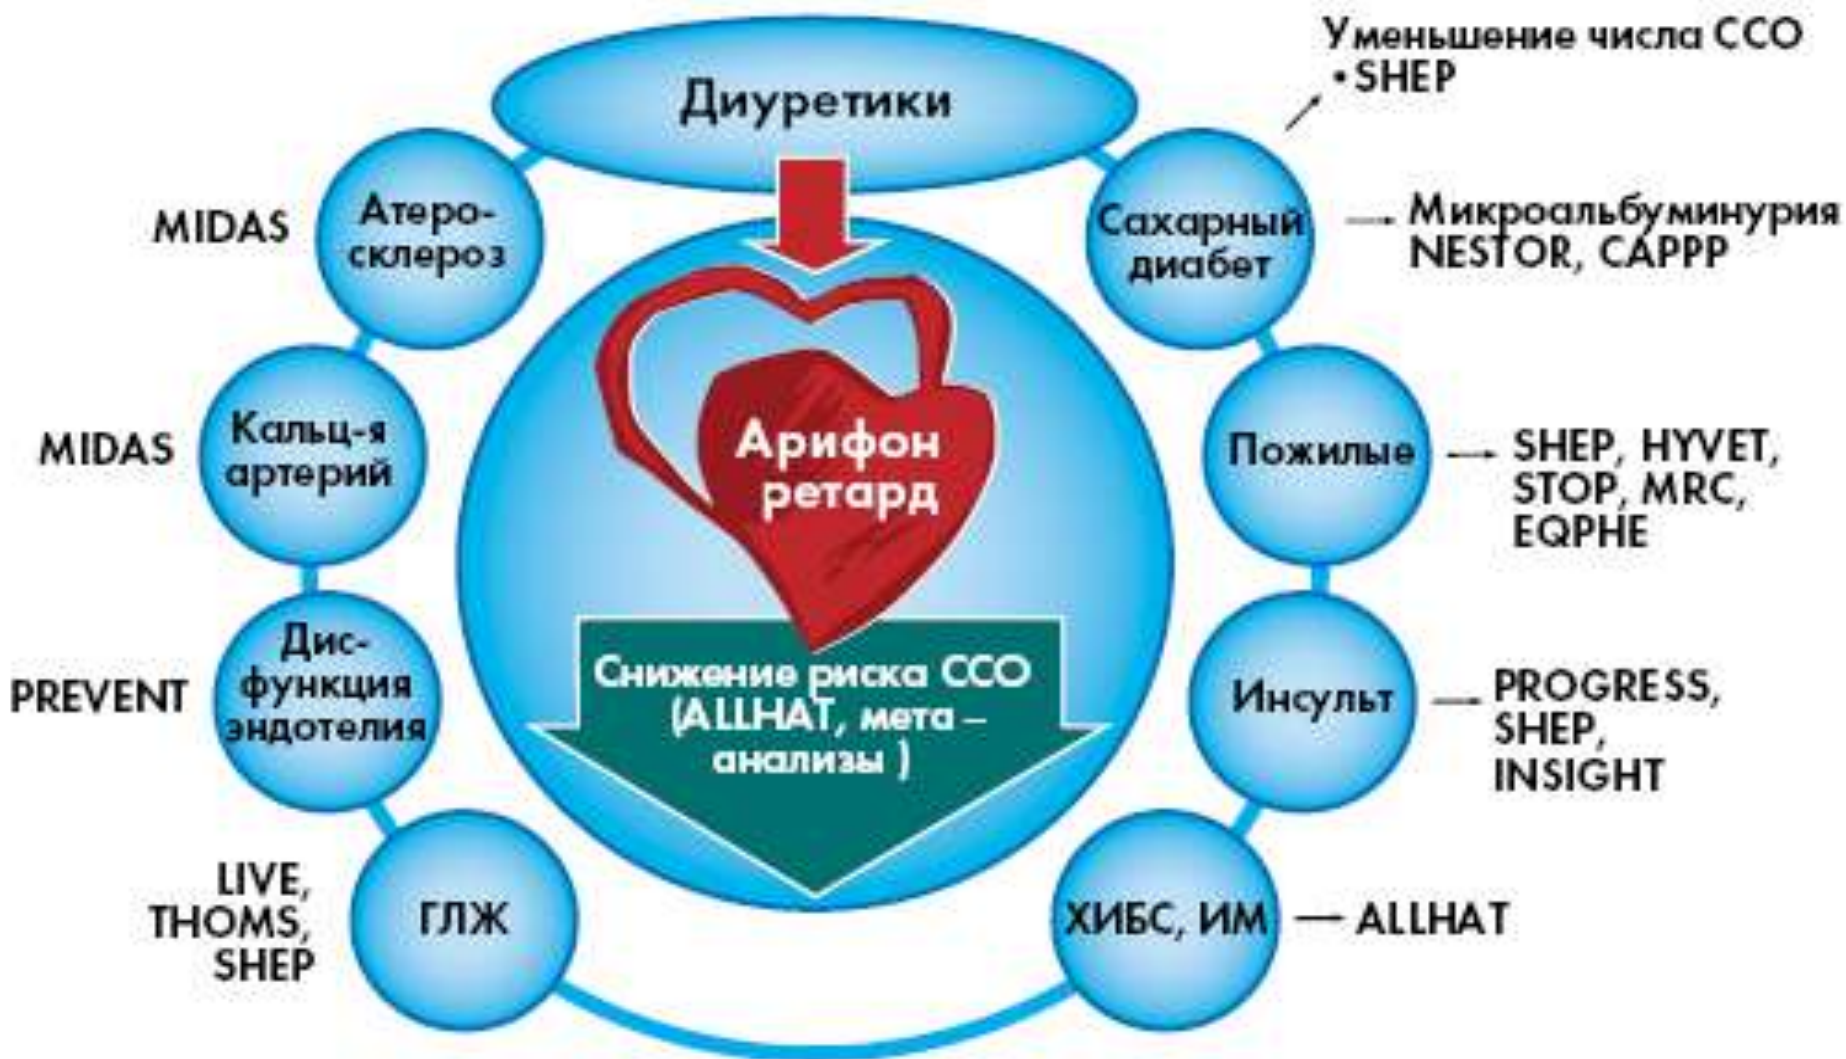 Диуретики
Уменьшение числа ССО
• SHEP
Атеро-
склероз
MIDAS
Сахарный
диабет
Микроальбуминурия
NESTOR, CAPPP
Кальц-я
артерий
MIDAS
Арифон
ретард
Пожилые
SHEP, HYVET,
STOP, MRC,
EQPHE
Дис-
функция
эндотелия
PREVENT
Снижение риска ССО
(ALLHAT, мета –
анализы )
Инсульт
PROGRESS,
SHEP,
INSIGHT
LIVE,
THOMS,
SHEP
ГЛЖ
ХИБС, ИМ
ALLHAT